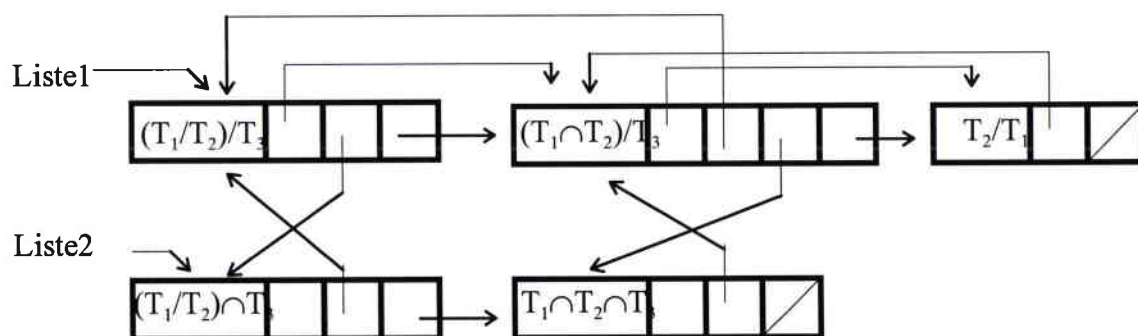 Liste1
(T₁/T₂)/T₃ (T₁∩T₂)/T₃ T₂/T₁
Liste2
(T₁/T₂)∩T₃ T₁∩T₂∩T₃